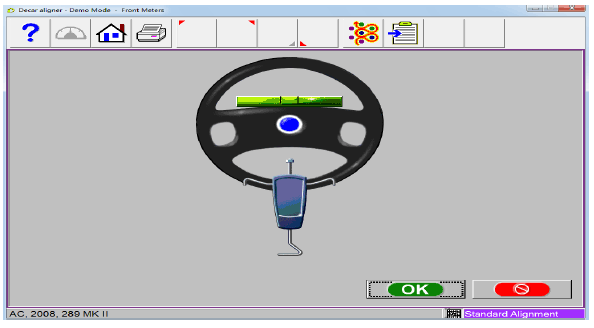 Decar aligner - Demo Mode - Front Meters
?
OK
AC, 2008, 289 MK II
Standard Alignment